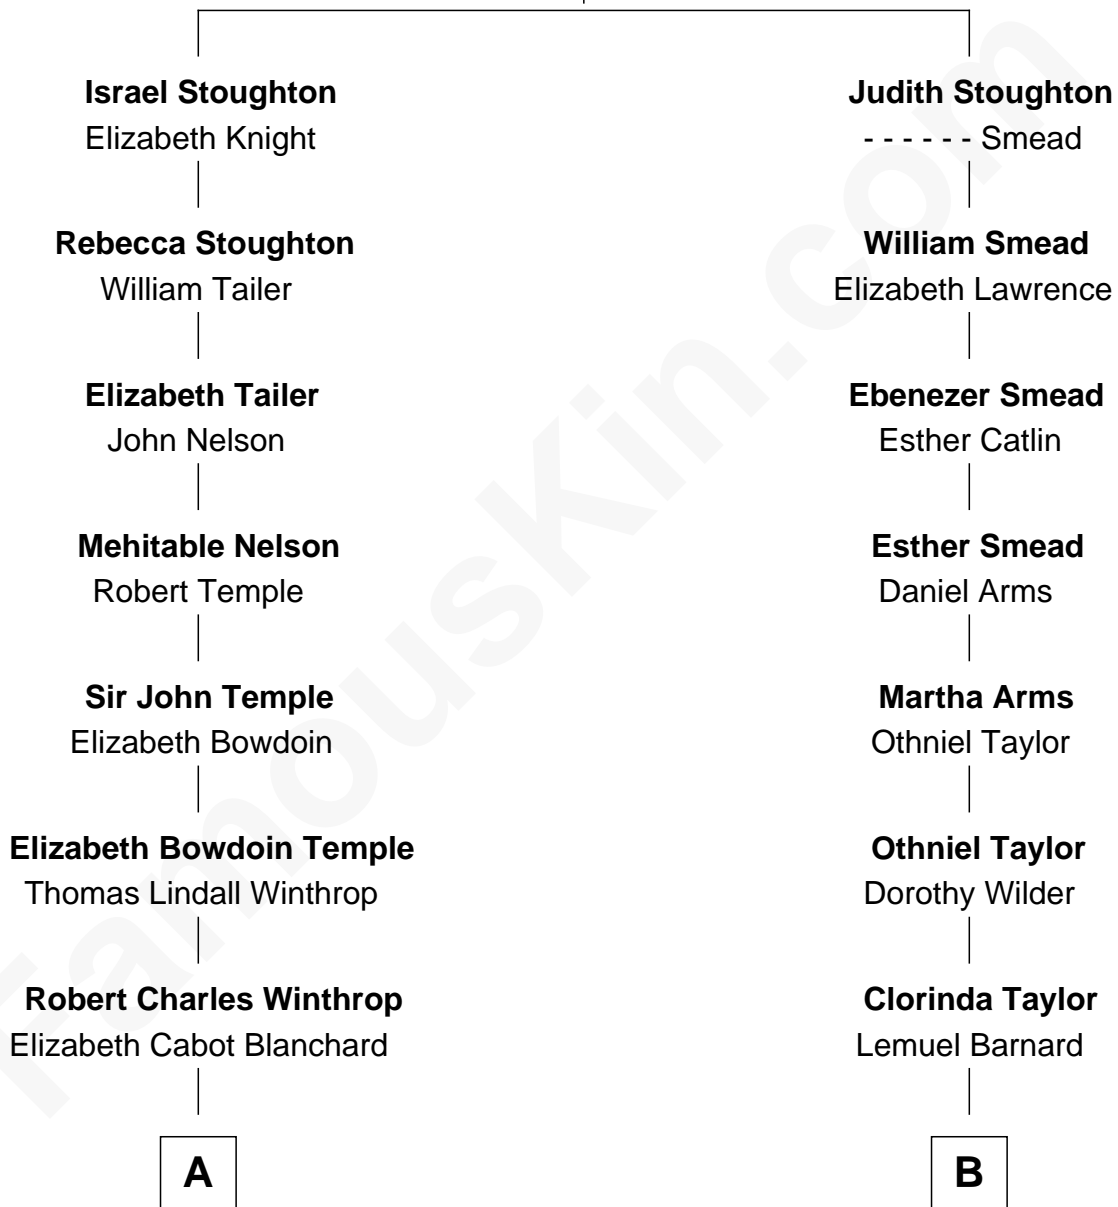 Israel Stoughton
Elizabeth Knight
Rebecca Stoughton
William Tailer
Elizabeth Tailer
John Nelson
Mehitable Nelson
Robert Temple
Sir John Temple
Elizabeth Bowdoin
Elizabeth Bowdoin Temple
Thomas Lindall Winthrop
Robert Charles Winthrop
Elizabeth Cabot Blanchard
A
Judith Stoughton
- - - - - - Smead
William Smead
Elizabeth Lawrence
Ebenezer Smead
Esther Catlin
Esther Smead
Daniel Arms
Martha Arms
Othniel Taylor
Othniel Taylor
Dorothy Wilder
Clorinda Taylor
Lemuel Barnard
B
FamousKin.com